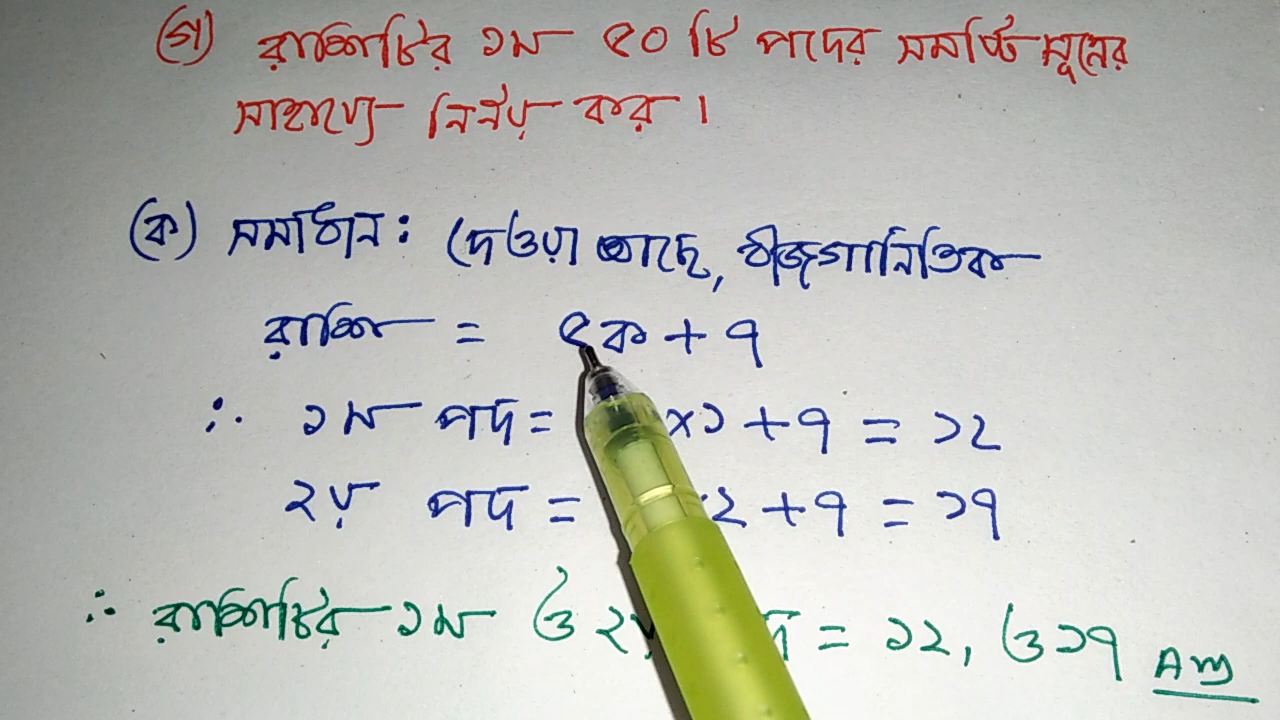 (গ) রাশিটির ১ম ৫০ টি পদের সমষ্টি সূত্রের
সাহায্যে নির্ণয় কর।
(ক) সমাধান: দেওয়া আছে, বীজগানিতিক
রাশি = ৫ক + ৭
∴ ১ম পদ = ×১ + ৭ = ১২
২য় পদ = ২ + ৭ = ১৭
∴ রাশিটির ১ম ও ২য় = ১২, ও ১৭ Ans